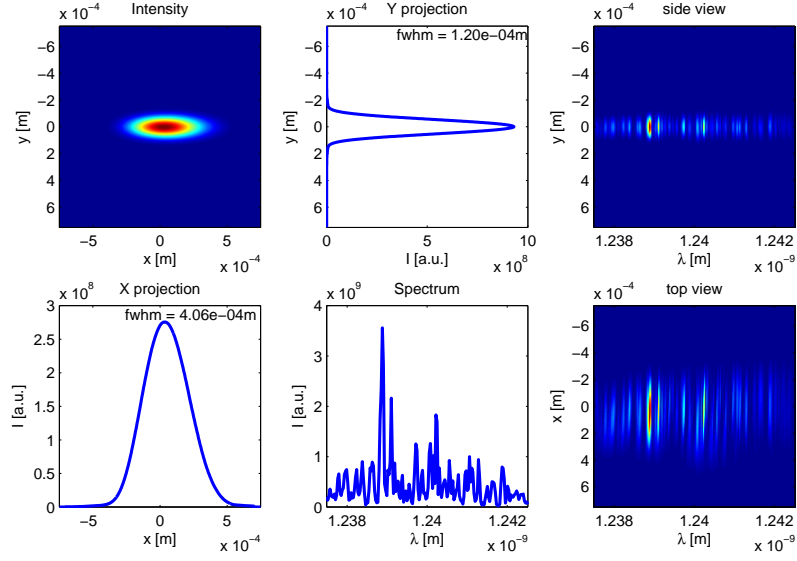 Intensity
x 10⁻⁴
−6
−4
−2
0
2
4
6
y [m]
−5 0 5
x [m]
x 10⁻⁴
Y projection
x 10⁻⁴
fwhm = 1.20e−04m
−6
−4
−2
0
2
4
6
y [m]
0 5 10
I [a.u.]
x 10⁸
side view
x 10⁻⁴
−6
−4
−2
0
2
4
6
y [m]
1.238 1.24 1.242
λ [m]
x 10⁻⁹
X projection
x 10⁸
fwhm = 4.06e−04m
3
2.5
2
1.5
1
0.5
0
I [a.u.]
−5 0 5
x [m]
x 10⁻⁴
Spectrum
x 10⁹
4
3
2
1
0
I [a.u.]
1.238 1.24 1.242
λ [m]
x 10⁻⁹
top view
x 10⁻⁴
−6
−4
−2
0
2
4
6
x [m]
1.238 1.24 1.242
λ [m]
x 10⁻⁹